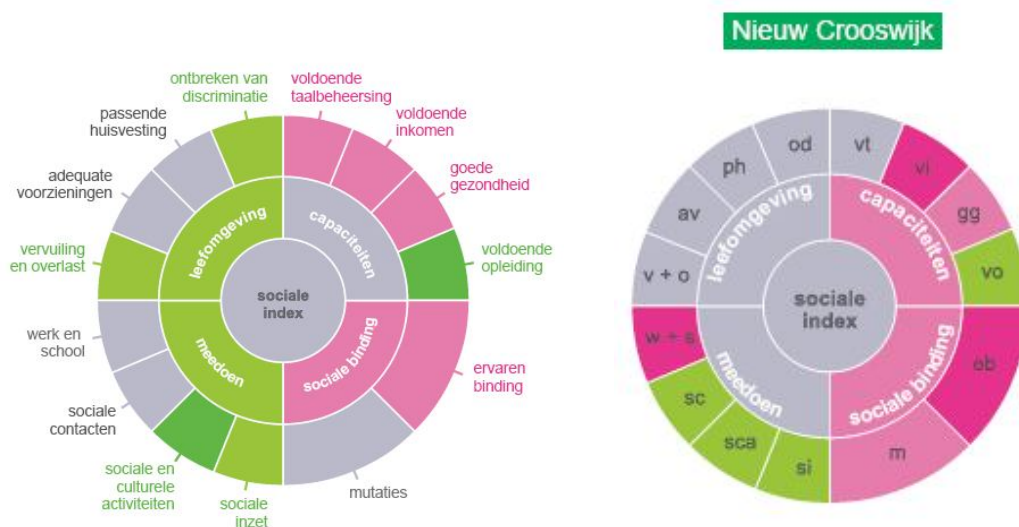 ontbreken van
discriminatie
voldoende
taalbeheersing
voldoende
inkomen
goede
gezondheid
voldoende
opleiding
ervaren
binding
mutaties
sociale
inzet
sociale en
culturele
activiteiten
sociale
contacten
werk en
school
vervuiling
en overlast
adequate
voorzieningen
passende
huisvesting
leefomgeving
capaciteiten
sociale binding
meedoen
sociale
index
Nieuw Crooswijk
od
vt
vi
gg
vo
ob
m
si
sca
sc
w + s
v + o
av
ph
leefomgeving
capaciteiten
sociale binding
meedoen
sociale
index